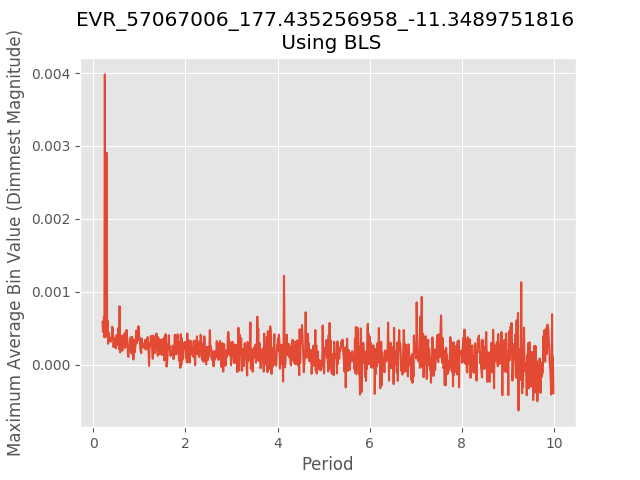 EVR_57067006_177.435256958_-11.3489751816
Using BLS
Maximum Average Bin Value (Dimmest Magnitude)
0.004
0.003
0.002
0.001
0.000
0
2
4
6
8
10
Period